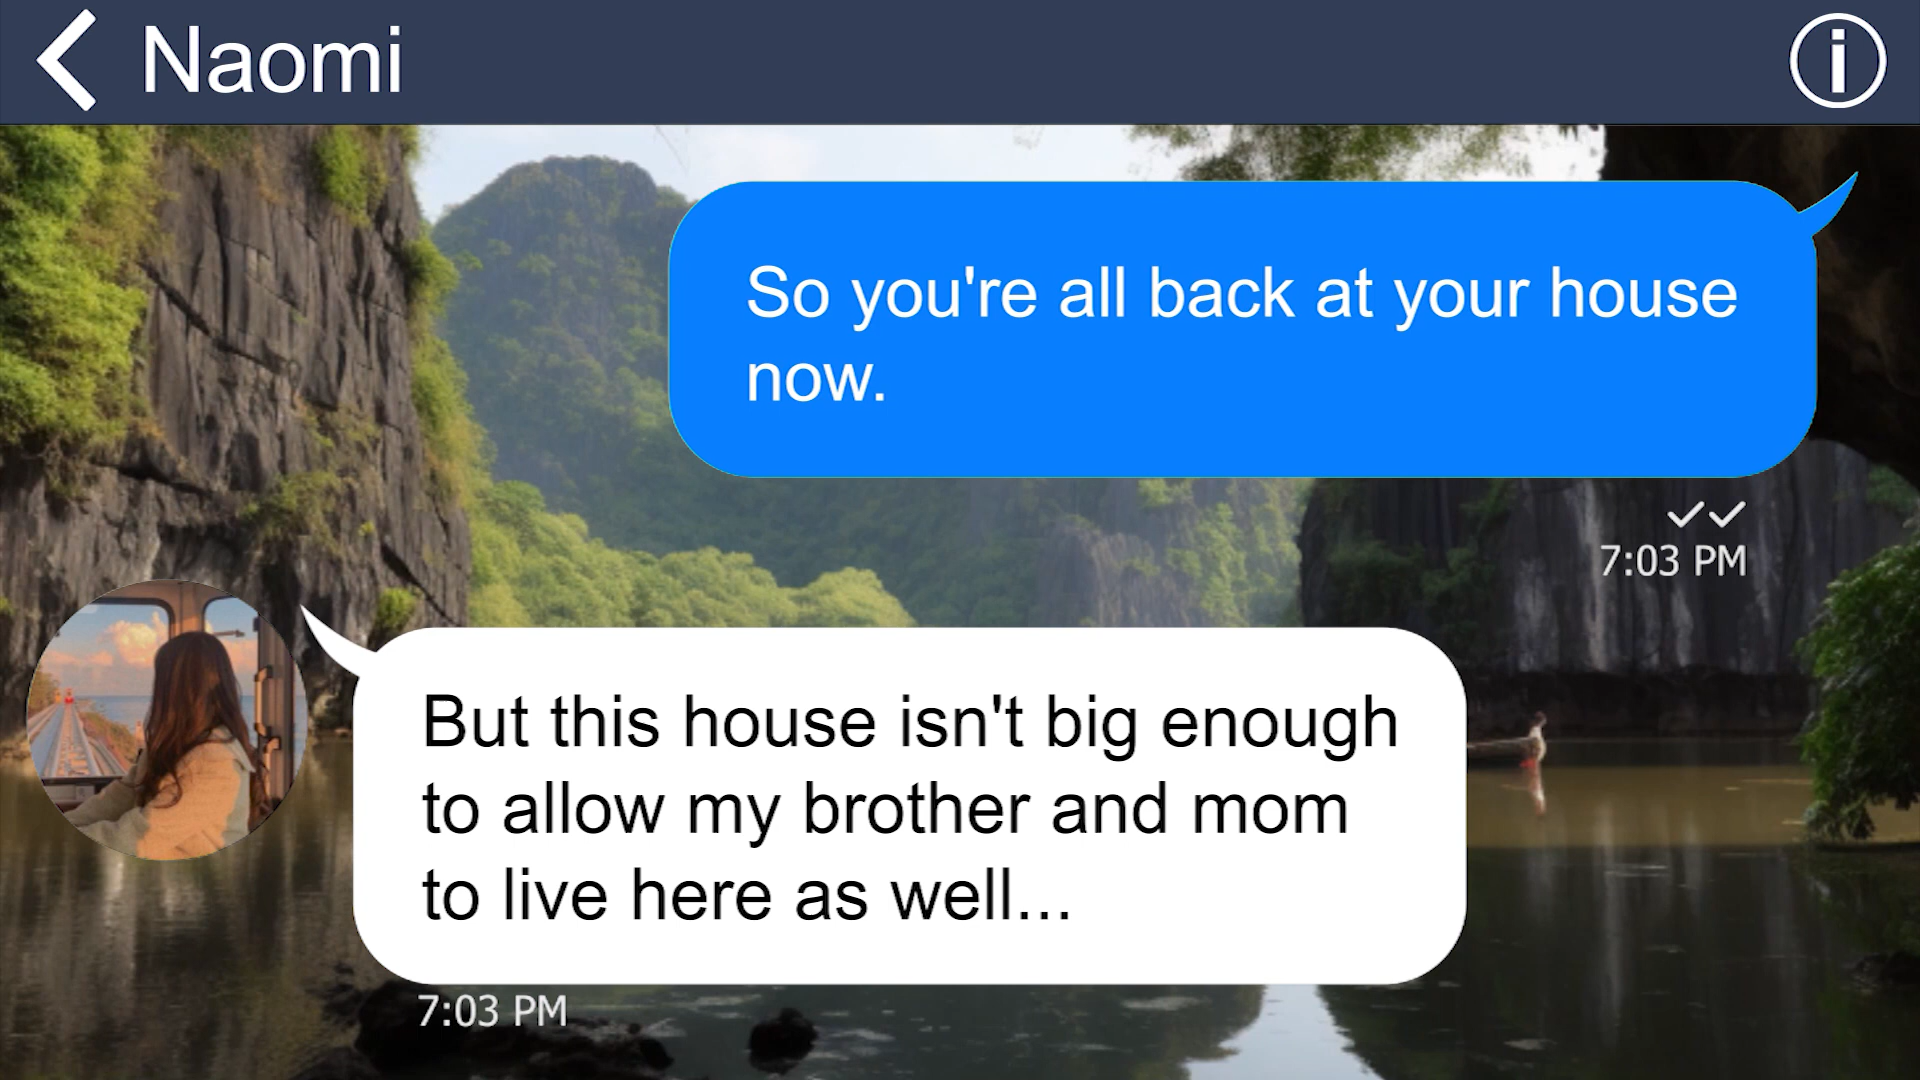 Naomi
So you're all back at your house
now.
7:03 PM
But this house isn't big enough
to allow my brother and mom
to live here as well...
7:03 PM